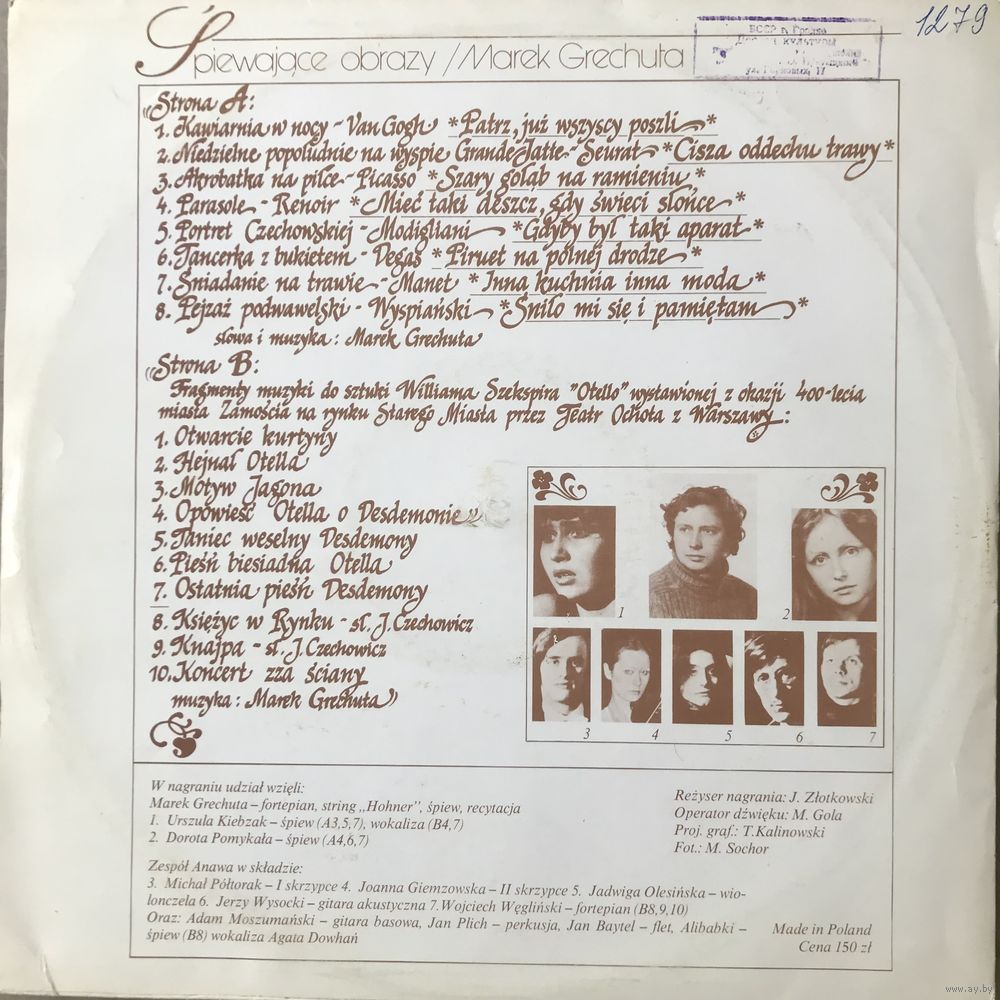 1279
Śpiewające obrazy / Marek Grechuta
БССР г. Гродно
ул.
17
Strona A:
1. Kawiarnia w nocy - Van Gogh *Patrz, już wszyscy poszli*
2. Niedzielne popołudnie na wyspie Grande Jatte - Seurat *Cisza oddechu trawy*
3. Akrobatka na piłce - Picasso *Szary gołąb na ramieniu*
4. Parasole - Renoir *Mieć taki deszcz, gdy świeci słońce*
5. Portret Czechowskiej - Modigliani *Gdyby był taki aparat*
6. Tancerka z bukietem - Degas *Piruet na polnej drodze*
7. Śniadanie na trawie - Manet *Inna kuchnia inna moda*
8. Pejzaż podwawelski - Wyspiański *Śniło mi się i pamiętam*
słowa i muzyka: Marek Grechuta
Strona B:
Fragmenty muzyki do sztuki Williama Szekspira "Otello" wystawionej z okazji 400-lecia
miasta Zamościa na rynku Starego Miasta przez Teatr Ochota z Warszawy:
1. Otwarcie kurtyny
2. Hejnał Otella
3. Motyw Jagona
4. Opowieść Otella o Desdemonie
5. Taniec weselny Desdemony
6. Pieśń biesiadna Otella
7. Ostatnia pieśń Desdemony
8. Księżyc w Rynku - sł. J. Czechowicz
9. Knajpa - sł. J. Czechowicz
10. Koncert zza ściany
muzyka: Marek Grechuta
1 2
3 4 5 6 7
W nagraniu udział wzięli:
Marek Grechuta – fortepian, string „Hohner”, śpiew, recytacja
1. Urszula Kiebzak – śpiew (A3,5,7), wokaliza (B4,7)
2. Dorota Pomykała – śpiew (A4,6,7)
Zespół Anawa w składzie:
3. Michał Półtorak – I skrzypce 4. Joanna Giemzowska – II skrzypce 5. Jadwiga Olesińska – wio-
lonczela 6. Jerzy Wysocki – gitara akustyczna 7. Wojciech Węgliński – fortepian (B8,9,10)
Oraz: Adam Moszumański – gitara basowa, Jan Plich – perkusja, Jan Baytel – flet, Alibabki –
śpiew (B8) wokaliza Agata Dowhań
Reżyser nagrania: J. Złotkowski
Operator dźwięku: M. Gola
Proj. graf.: T. Kalinowski
Fot.: M. Sochor
Made in Poland
Cena 150 zł
www.ay.by